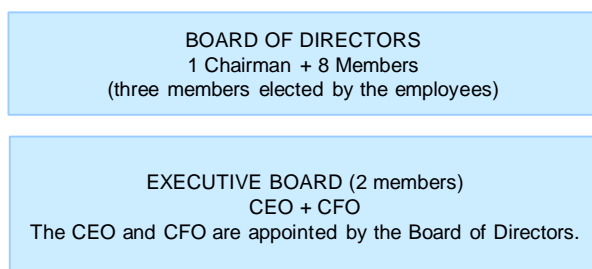 BOARD OF DIRECTORS
1 Chairman + 8 Members
(three members elected by the employees)
EXECUTIVE BOARD (2 members)
CEO + CFO
The CEO and CFO are appointed by the Board of Directors.